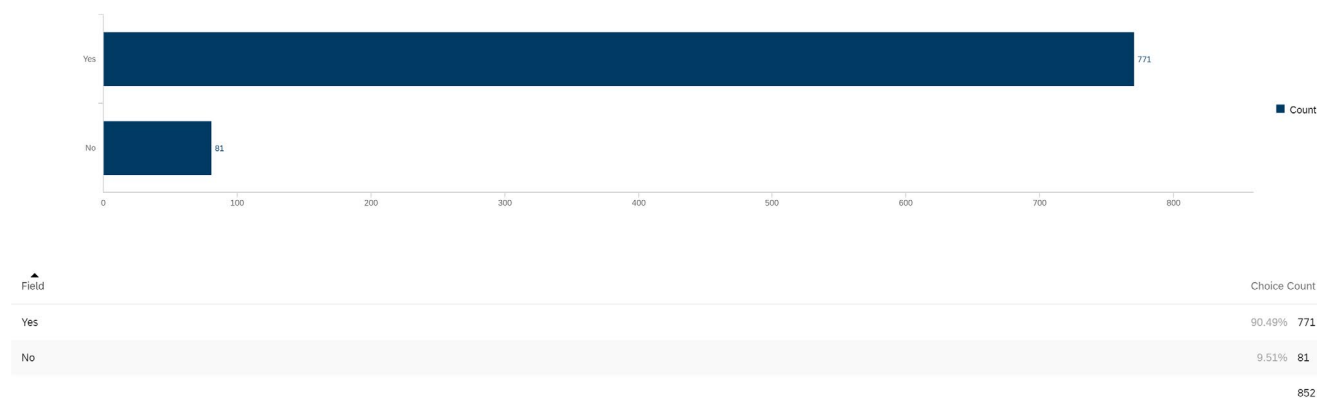 Yes 771
Count
No 81
0 100 200 300 400 500 600 700 800
Field Choice Count
Yes 90.49% 771
No 9.51% 81
852